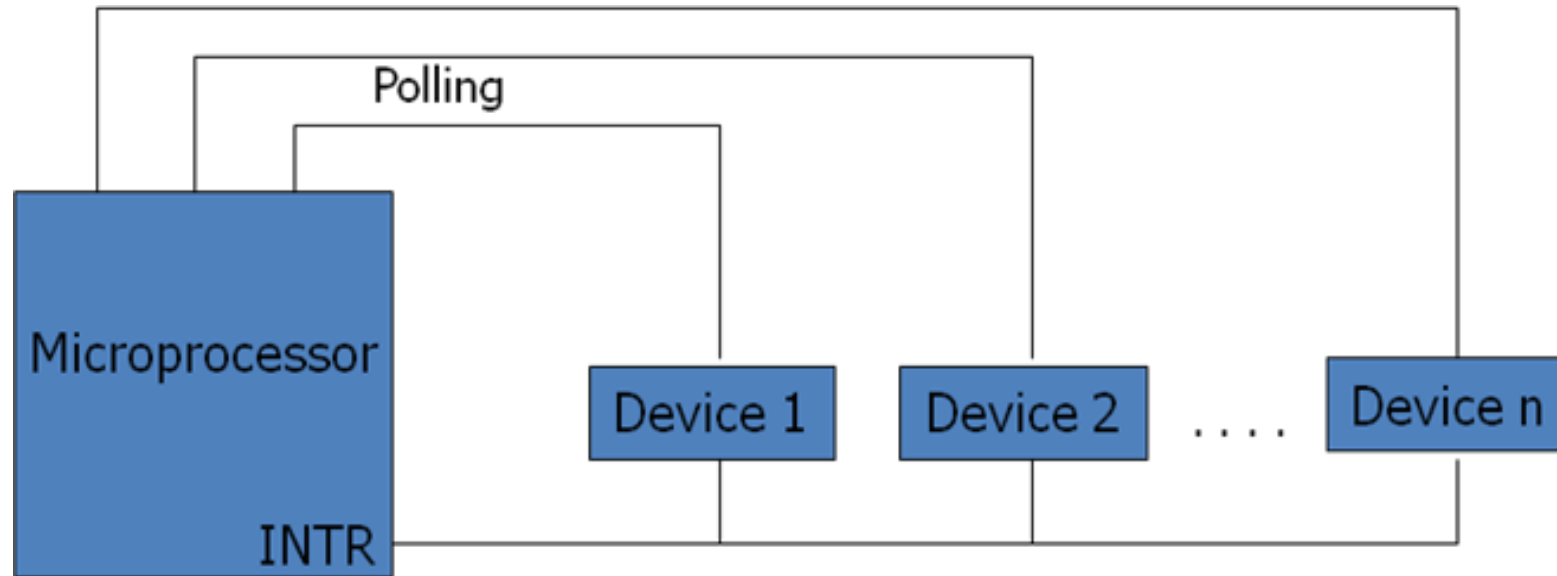 Polling
Microprocessor
Device 1
Device 2
. . . .
Device n
INTR